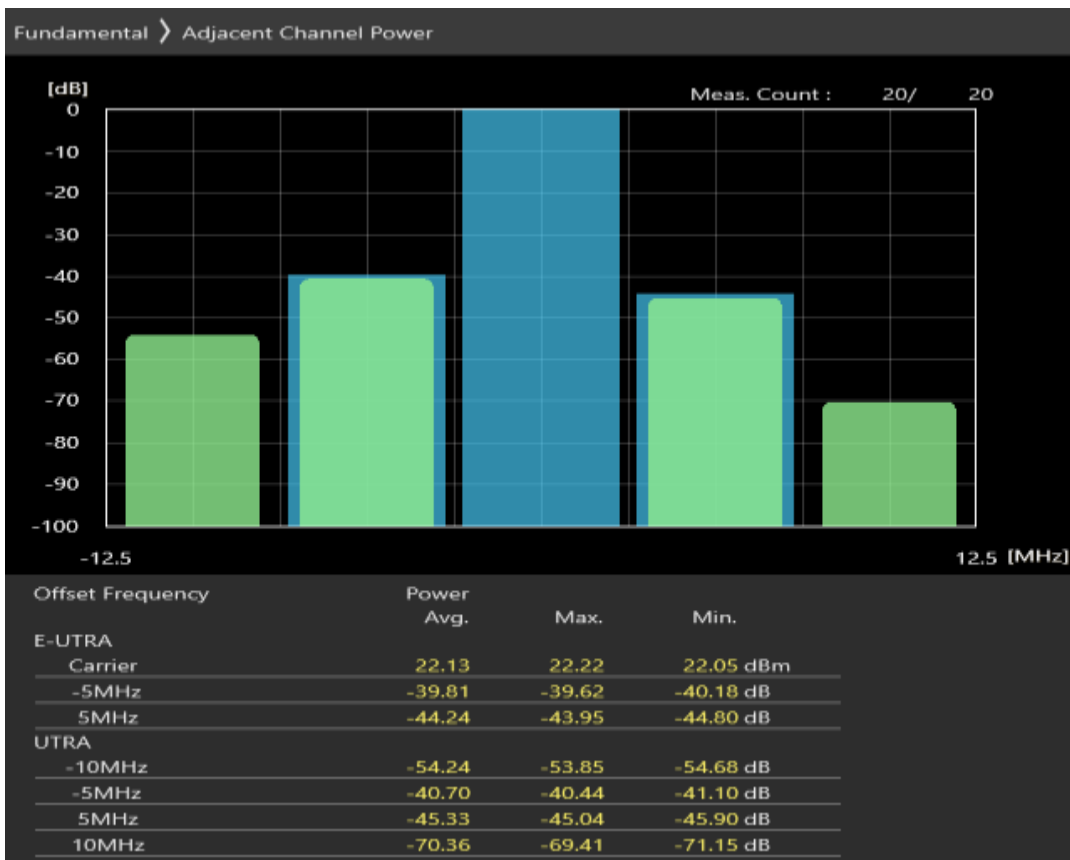 Fundamental 〉 Adjacent Channel Power
[dB]
Meas. Count : 20/ 20
0
-10
-20
-30
-40
-50
-60
-70
-80
-90
-100
-12.5 12.5 [MHz]
Offset Frequency Power
Avg. Max. Min.
E-UTRA
Carrier 22.13 22.22 22.05 dBm
-5MHz -39.81 -39.62 -40.18 dB
5MHz -44.24 -43.95 -44.80 dB
UTRA
-10MHz -54.24 -53.85 -54.68 dB
-5MHz -40.70 -40.44 -41.10 dB
5MHz -45.33 -45.04 -45.90 dB
10MHz -70.36 -69.41 -71.15 dB